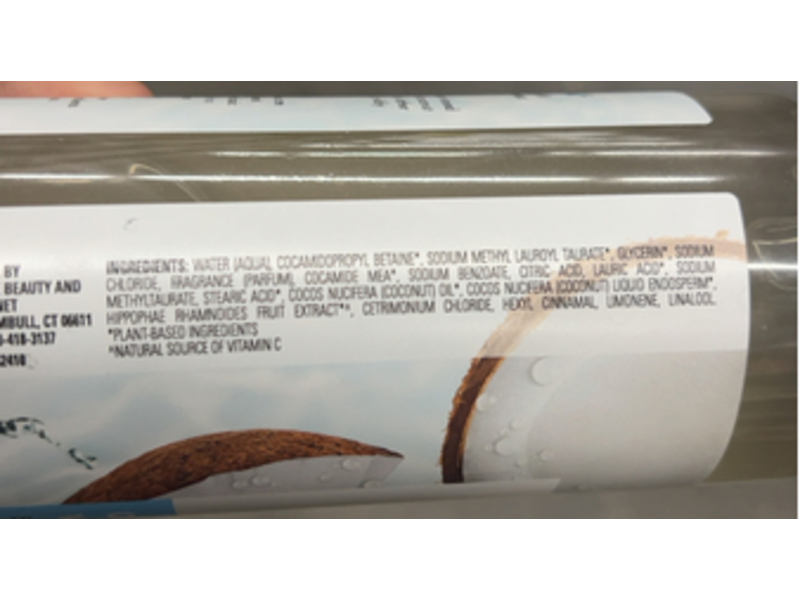 BY
BEAUTY AND
NET
MBULL, CT 06611
-418-3137
2410
INGREDIENTS: WATER (AQUA), COCAMIDOPROPYL BETAINE*, SODIUM METHYL LAUROYL TAURATE*, GLYCERIN*, SODIUM
CHLORIDE, FRAGRANCE (PARFUM), COCAMIDE MEA*, SODIUM BENZOATE, CITRIC ACID, LAURIC ACID*, SODIUM
METHYLTAURATE, STEARIC ACID*, COCOS NUCIFERA (COCONUT) OIL*, COCOS NUCIFERA (COCONUT) LIQUID ENDOSPERM*,
HIPPOPHAE RHAMNOIDES FRUIT EXTRACT*^, CETRIMONIUM CHLORIDE, HEXYL CINNAMAL, LIMONENE, LINALOOL.
*PLANT-BASED INGREDIENTS
^NATURAL SOURCE OF VITAMIN C